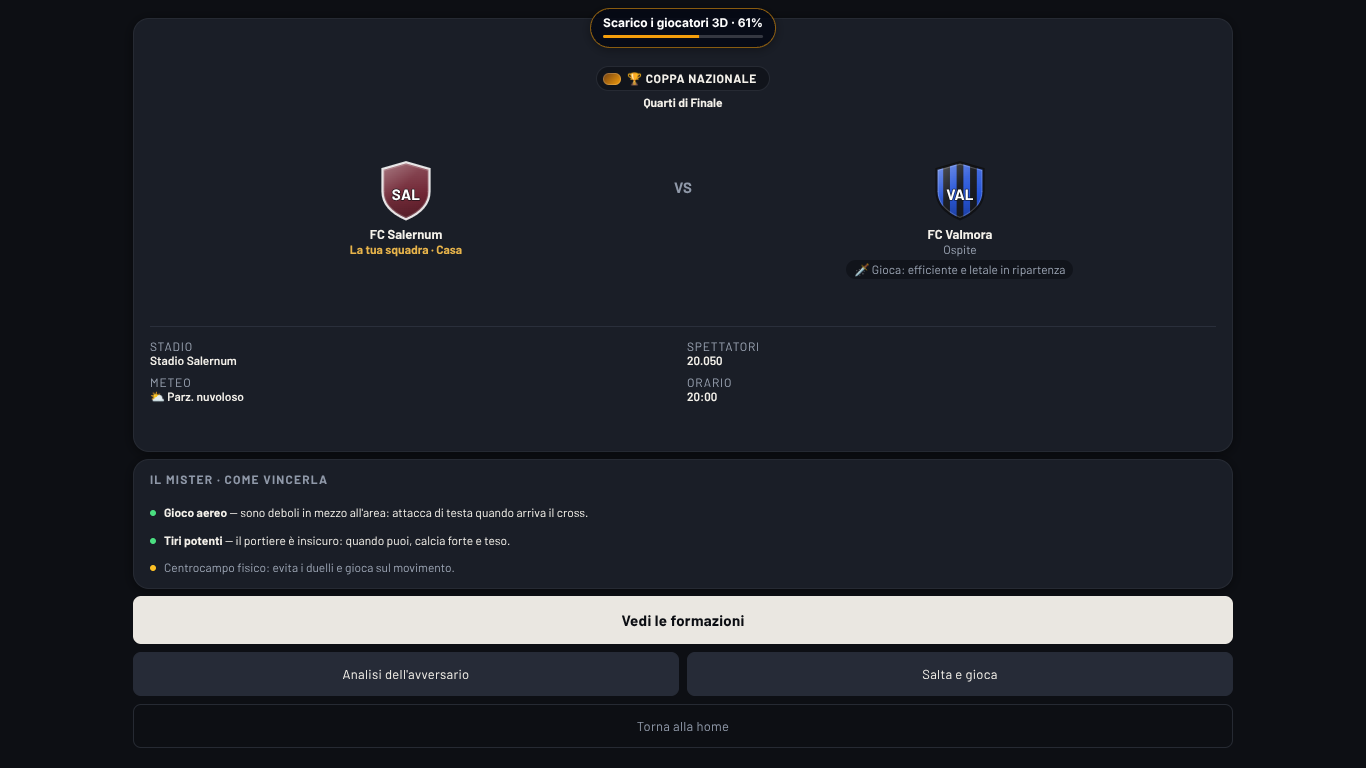 Scarico i giocatori 3D · 61%
🏆 COPPA NAZIONALE
Quarti di Finale
SAL
VS
VAL
FC Salernum
La tua squadra · Casa
FC Valmora
Ospite
🗡️ Gioca: efficiente e letale in ripartenza
STADIO
Stadio Salernum
SPETTATORI
20.050
METEO
⛅ Parz. nuvoloso
ORARIO
20:00
IL MISTER · COME VINCERLA
Gioco aereo — sono deboli in mezzo all'area: attacca di testa quando arriva il cross.
Tiri potenti — il portiere è insicuro: quando puoi, calcia forte e teso.
Centrocampo fisico: evita i duelli e gioca sul movimento.
Vedi le formazioni
Analisi dell'avversario
Salta e gioca
Torna alla home